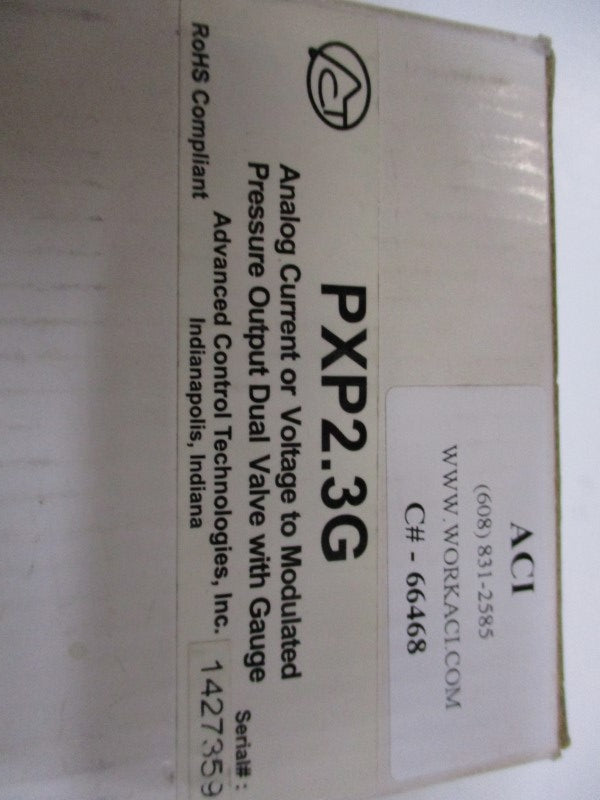 ACI
(608) 831-2585
WWW.WORKACI.COM
C# - 66468
ACT
PXP2.3G
Analog Current or Voltage to Modulated
Pressure Output Dual Valve with Gauge
Advanced Control Technologies, Inc.
Indianapolis, Indiana
RoHS Compliant
Serial# :
1427359